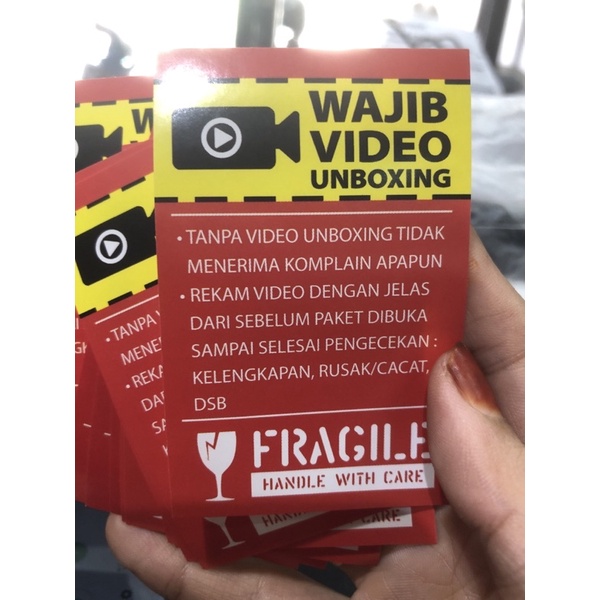 WAJIB
VIDEO
UNBOXING
• TANPA VIDEO UNBOXING TIDAK
MENERIMA KOMPLAIN APAPUN
• REKAM VIDEO DENGAN JELAS
DARI SEBELUM PAKET DIBUKA
SAMPAI SELESAI PENGECEKAN :
KELENGKAPAN, RUSAK/CACAT,
DSB
FRAGILE
HANDLE WITH CARE